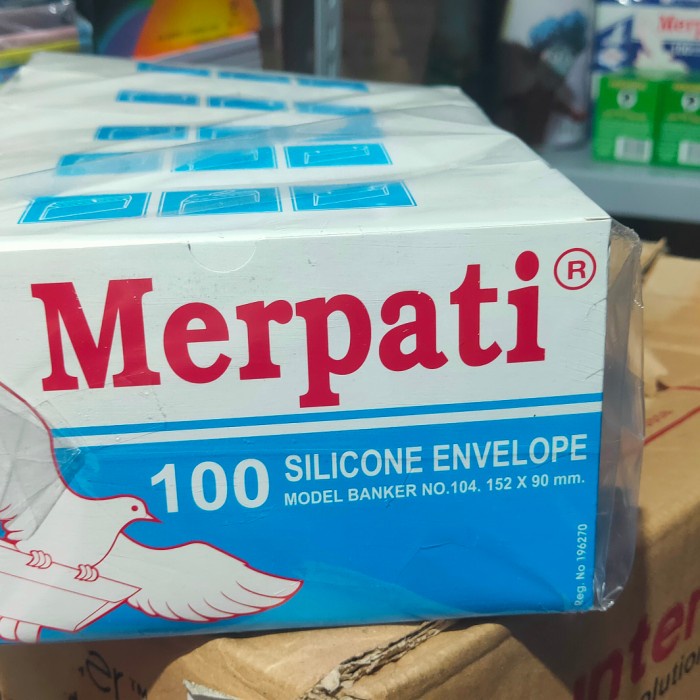 Merpati ®
100 SILICONE ENVELOPE
MODEL BANKER NO.104. 152 X 90 mm.
Reg. No 196270